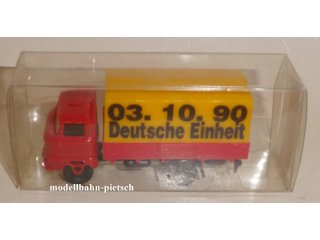 03. 10. 90
Deutsche Einheit
modellbahn-pietsch